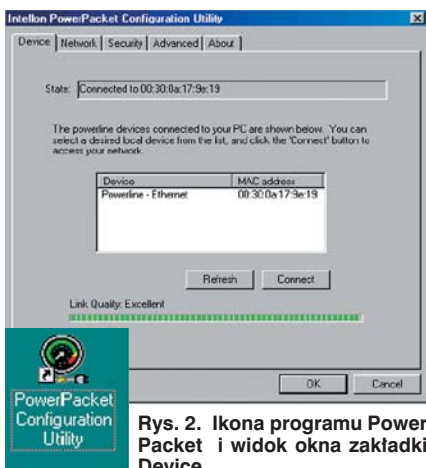 Intellon PowerPacket Configuration Utility
Device Network Security Advanced About
State: Connected to 00:30:0a:17:9e:19
The powerline devices connected to your PC are shown below. You can
select a desired local device from the list, and click the 'Connect' button to
access your network.
Device MAC address
Powerline - Ethernet 00:30:0a:17:9e:19
Refresh Connect
Link Quality: Excellent
OK Cancel
PowerPacket
Configuration
Utility
Rys. 2. Ikona programu Power
Packet i widok okna zakładki
Device